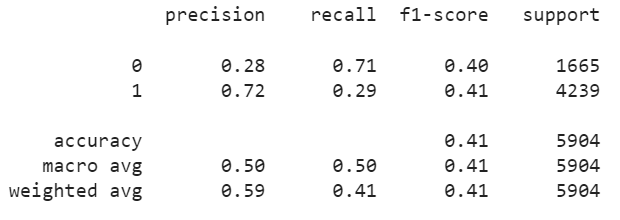 precision recall f1-score support
0 0.28 0.71 0.40 1665
1 0.72 0.29 0.41 4239
accuracy 0.41 5904
macro avg 0.50 0.50 0.41 5904
weighted avg 0.59 0.41 0.41 5904